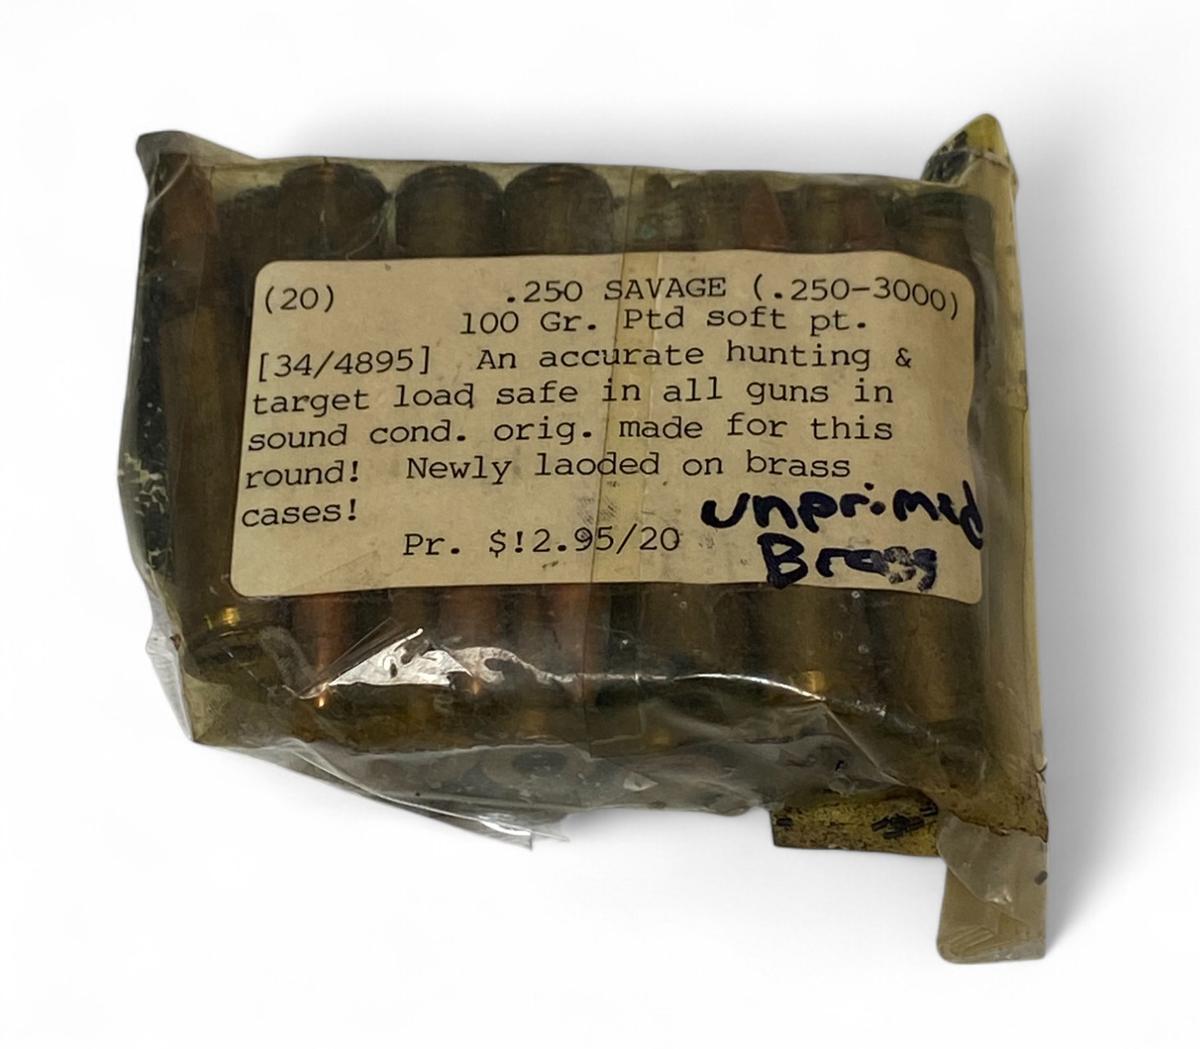 (20) .250 SAVAGE (.250-3000)
100 Gr. Ptd soft pt.
[34/4895] An accurate hunting &
target load safe in all guns in
sound cond. orig. made for this
round! Newly laoded on brass
cases!
Pr. $!2.95/20
unprimed
Brass